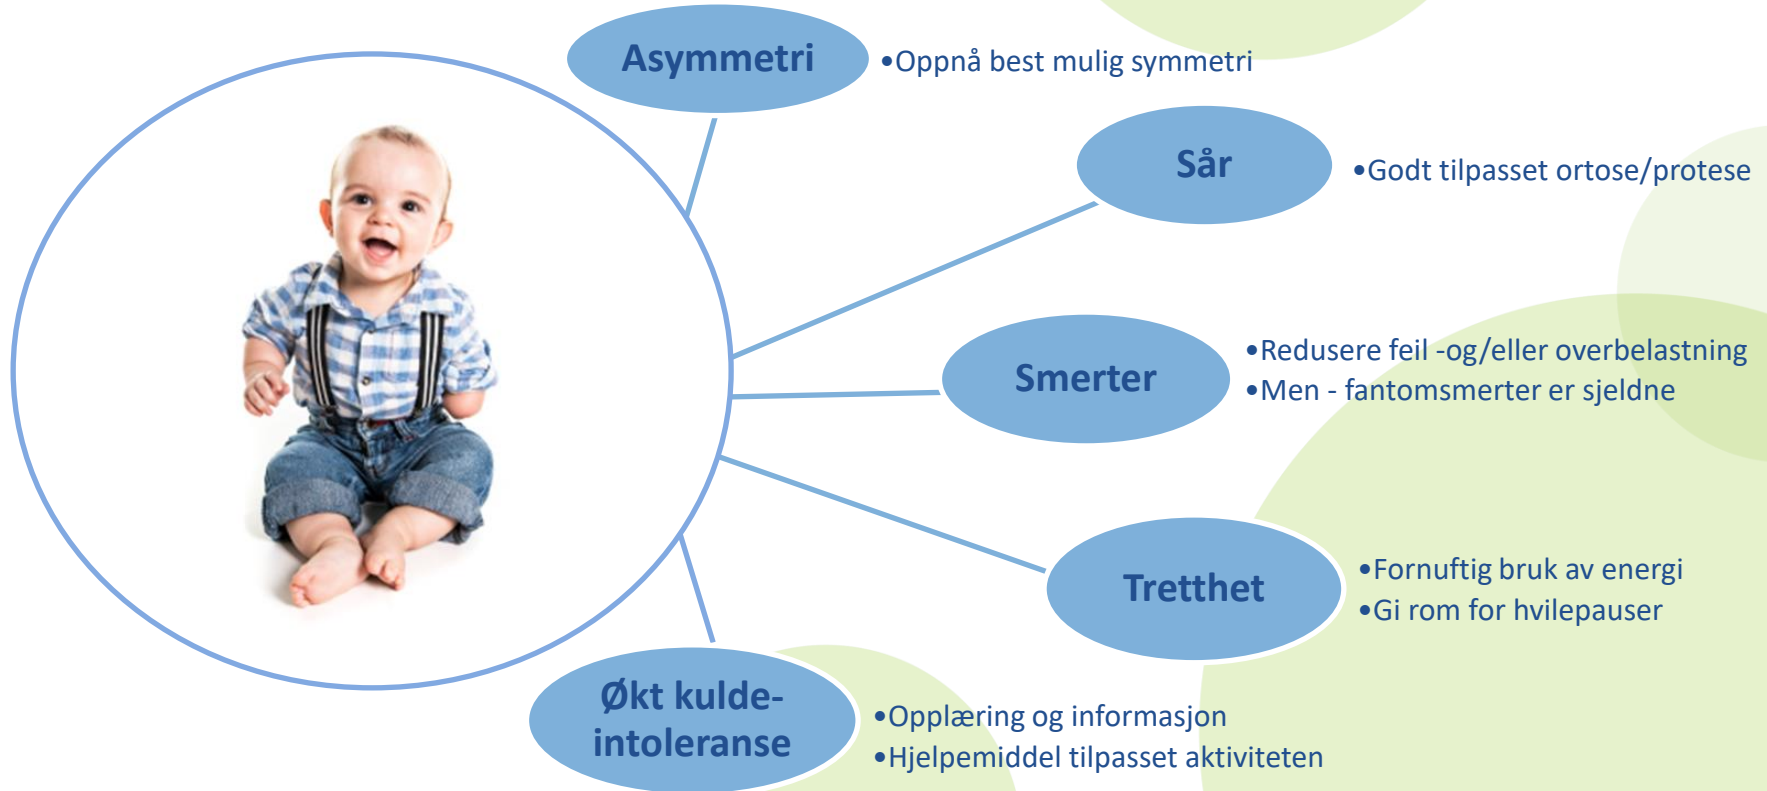 Asymmetri
•Oppnå best mulig symmetri
Sår
•Godt tilpasset ortose/protese
Smerter
•Redusere feil -og/eller overbelastning
•Men - fantomsmerter er sjeldne
Tretthet
•Fornuftig bruk av energi
•Gi rom for hvilepauser
Økt kulde-
intoleranse
•Opplæring og informasjon
•Hjelpemiddel tilpasset aktiviteten